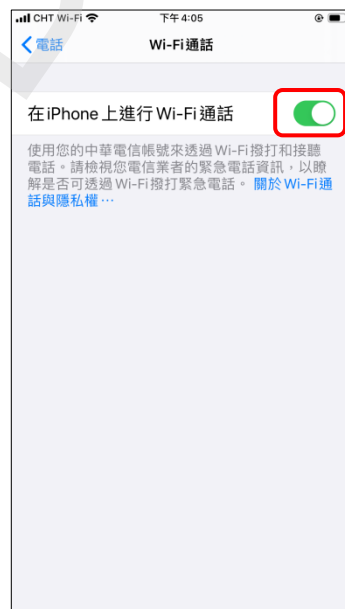 CHT Wi-Fi 下午4:05
電話 Wi-Fi通話
在iPhone上進行Wi-Fi通話
使用您的中華電信帳號來透過Wi-Fi撥打和接聽
電話。請檢視您電信業者的緊急電話資訊，以瞭
解是否可透過Wi-Fi撥打緊急電話。關於Wi-Fi通
話與隱私權⋯